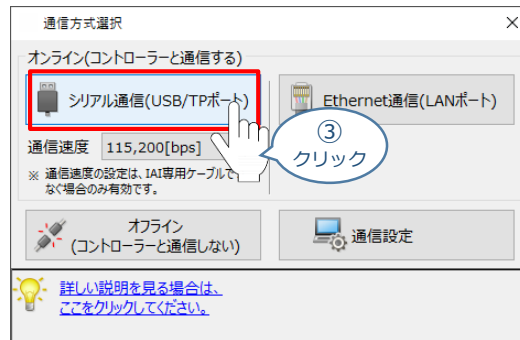 通信方式選択
オンライン(コントローラーと通信する)
シリアル通信(USB/TPポート)
Ethernet通信(LANポート)
通信速度 115,200[bps]
③
クリック
※ 通信速度の設定は、IAI専用ケーブルで
なぐ場合のみ有効です。
オフライン
(コントローラーと通信しない)
通信設定
詳しい説明を見る場合は、
ここをクリックしてください。